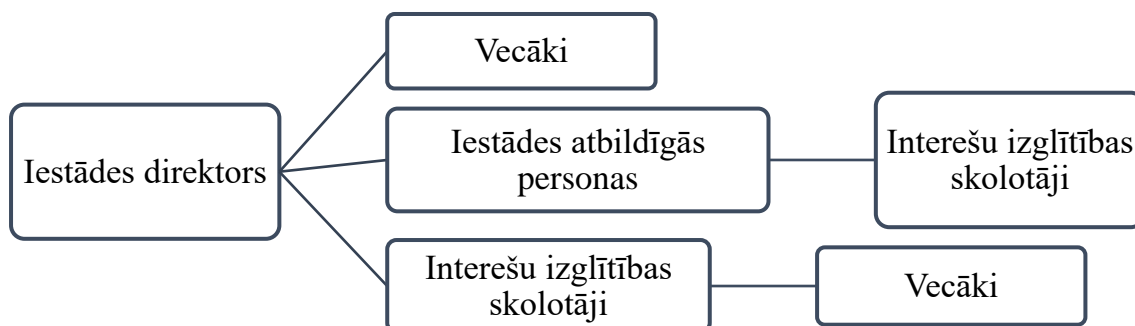 Vecāki
Iestādes direktors
Iestādes atbildīgās
personas
Interešu izglītības
skolotāji
Interešu izglītības
skolotāji
Vecāki